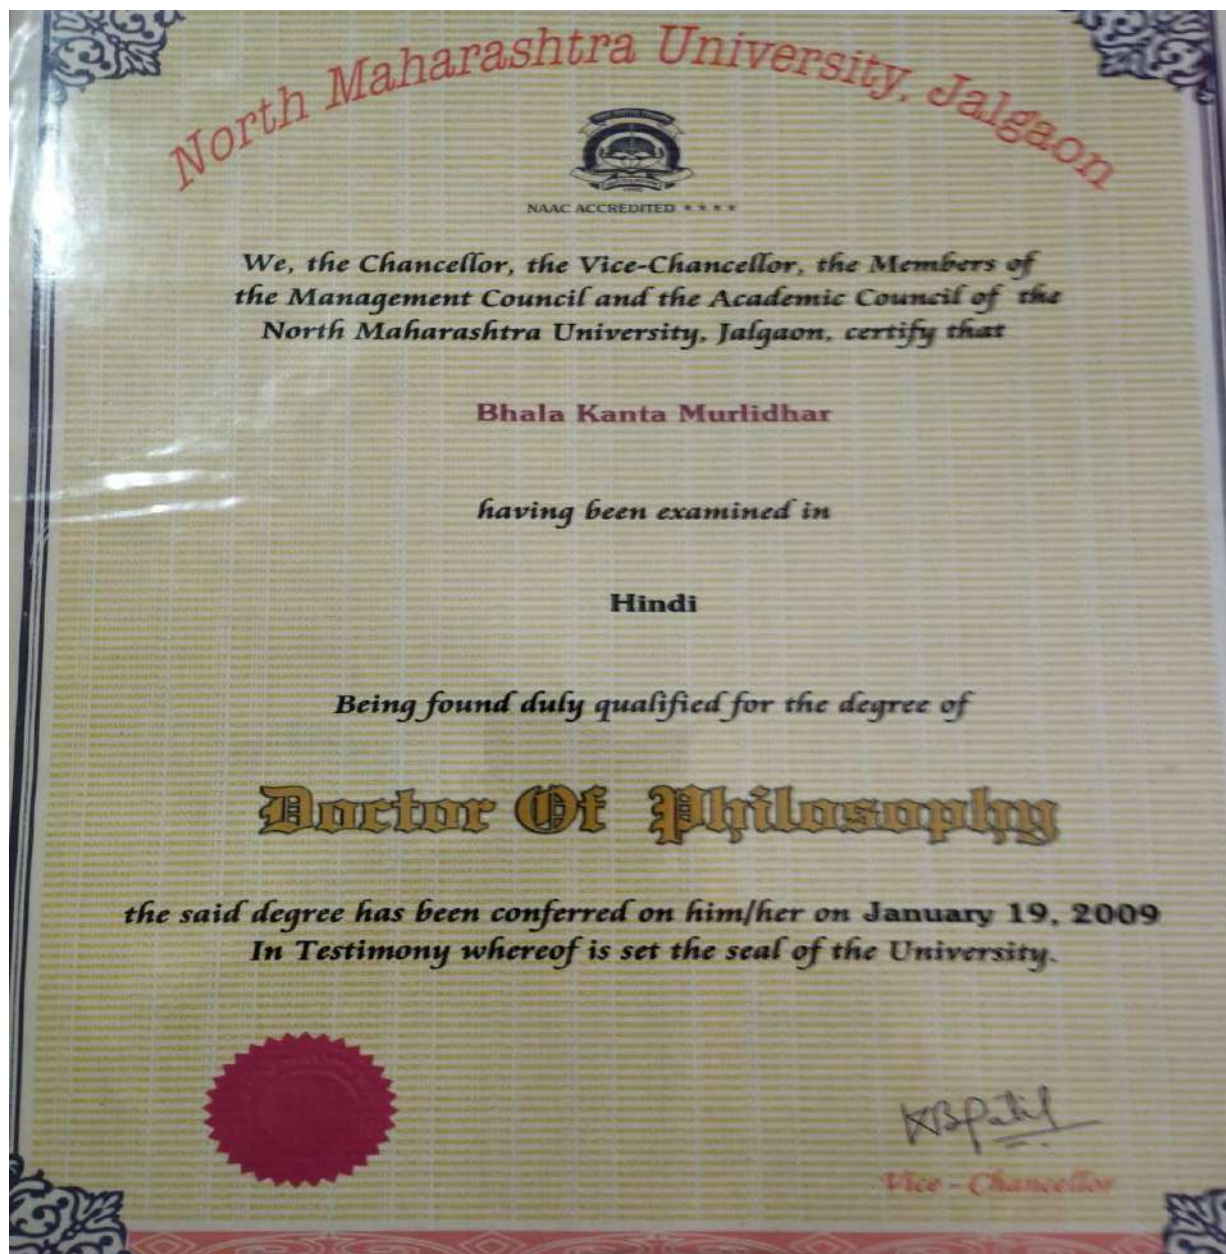 North Maharashtra University, Jalgaon
NAAC ACCREDITED ★ ★ ★ ★
We, the Chancellor, the Vice-Chancellor, the Members of
the Management Council and the Academic Council of the
North Maharashtra University, Jalgaon, certify that
Bhala Kanta Murlidhar
having been examined in
Hindi
Being found duly qualified for the degree of
Doctor Of Philosophy
the said degree has been conferred on him/her on January 19, 2009
In Testimony whereof is set the seal of the University.
KBPatil
Vice - Chancellor